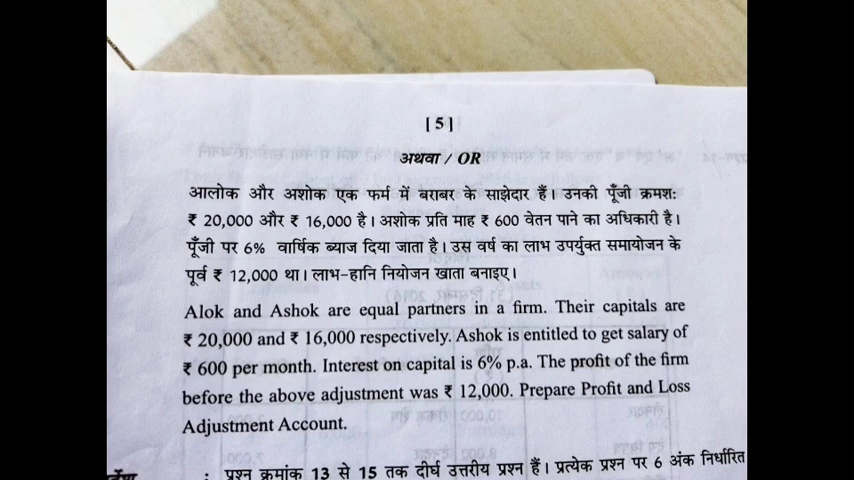 [ 5 ]
अथवा / OR
आलोक और अशोक एक फर्म में बराबर के साझेदार हैं। उनकी पूँजी क्रमश:
₹ 20,000 और ₹ 16,000 है। अशोक प्रति माह ₹ 600 वेतन पाने का अधिकारी है।
पूँजी पर 6% वार्षिक ब्याज दिया जाता है। उस वर्ष का लाभ उपर्युक्त समायोजन के
पूर्व ₹ 12,000 था। लाभ-हानि नियोजन खाता बनाइए।
Alok and Ashok are equal partners in a firm. Their capitals are
₹ 20,000 and ₹ 16,000 respectively. Ashok is entitled to get salary of
₹ 600 per month. Interest on capital is 6% p.a. The profit of the firm
before the above adjustment was ₹ 12,000. Prepare Profit and Loss
Adjustment Account.
: प्रश्न क्रमांक 13 से 15 तक दीर्घ उत्तरीय प्रश्न हैं। प्रत्येक प्रश्न पर 6 अंक निर्धारित